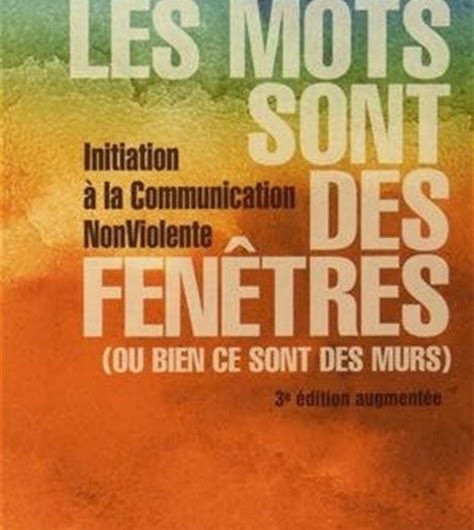 LES MOTS
SONT
Initiation
à la Communication
NonViolente
DES
FENÊTRES
(OU BIEN CE SONT DES MURS)
3e édition augmentée